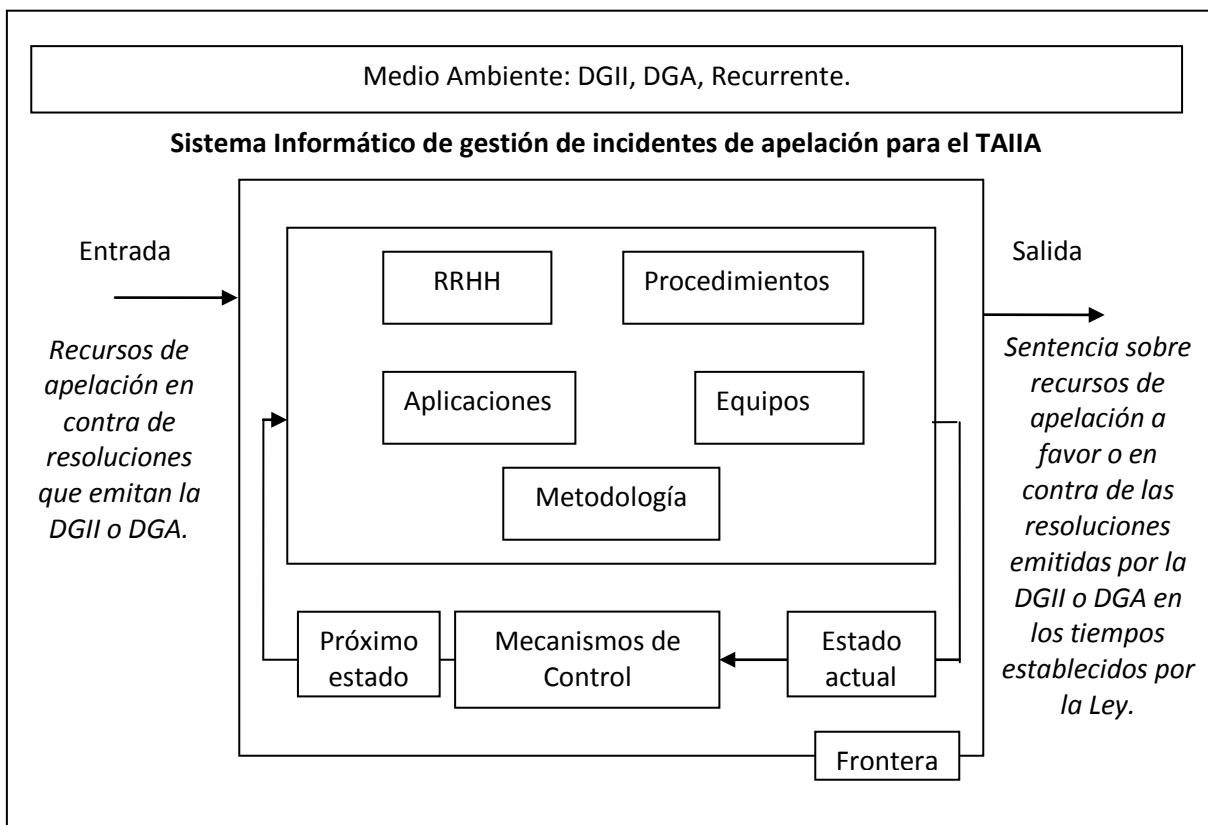 Medio Ambiente: DGII, DGA, Recurrente.
Sistema Informático de gestión de incidentes de apelación para el TAIIA
Entrada
Recursos de
apelación en
contra de
resoluciones
que emitan la
DGII o DGA.
RRHH
Procedimientos
Aplicaciones
Equipos
Metodología
Próximo
estado
Mecanismos de
Control
Estado
actual
Frontera
Salida
Sentencia sobre
recursos de
apelación a
favor o en
contra de las
resoluciones
emitidas por la
DGII o DGA en
los tiempos
establecidos por
la Ley.